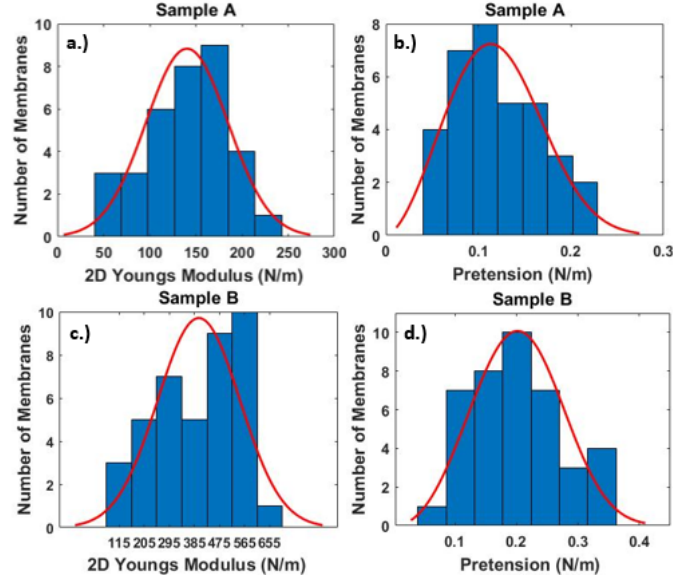 Sample A
a.)
Number of Membranes
10
8
6
4
2
0
0 50 100 150 200 250 300
2D Youngs Modulus (N/m)
Sample A
b.)
Number of Membranes
8
6
4
2
0
0 0.1 0.2 0.3
Pretension (N/m)
Sample B
c.)
Number of Membranes
10
8
6
4
2
0
115 205 295 385 475 565 655
2D Youngs Modulus (N/m)
Sample B
d.)
Number of Membranes
10
8
6
4
2
0
0.1 0.2 0.3 0.4
Pretension (N/m)